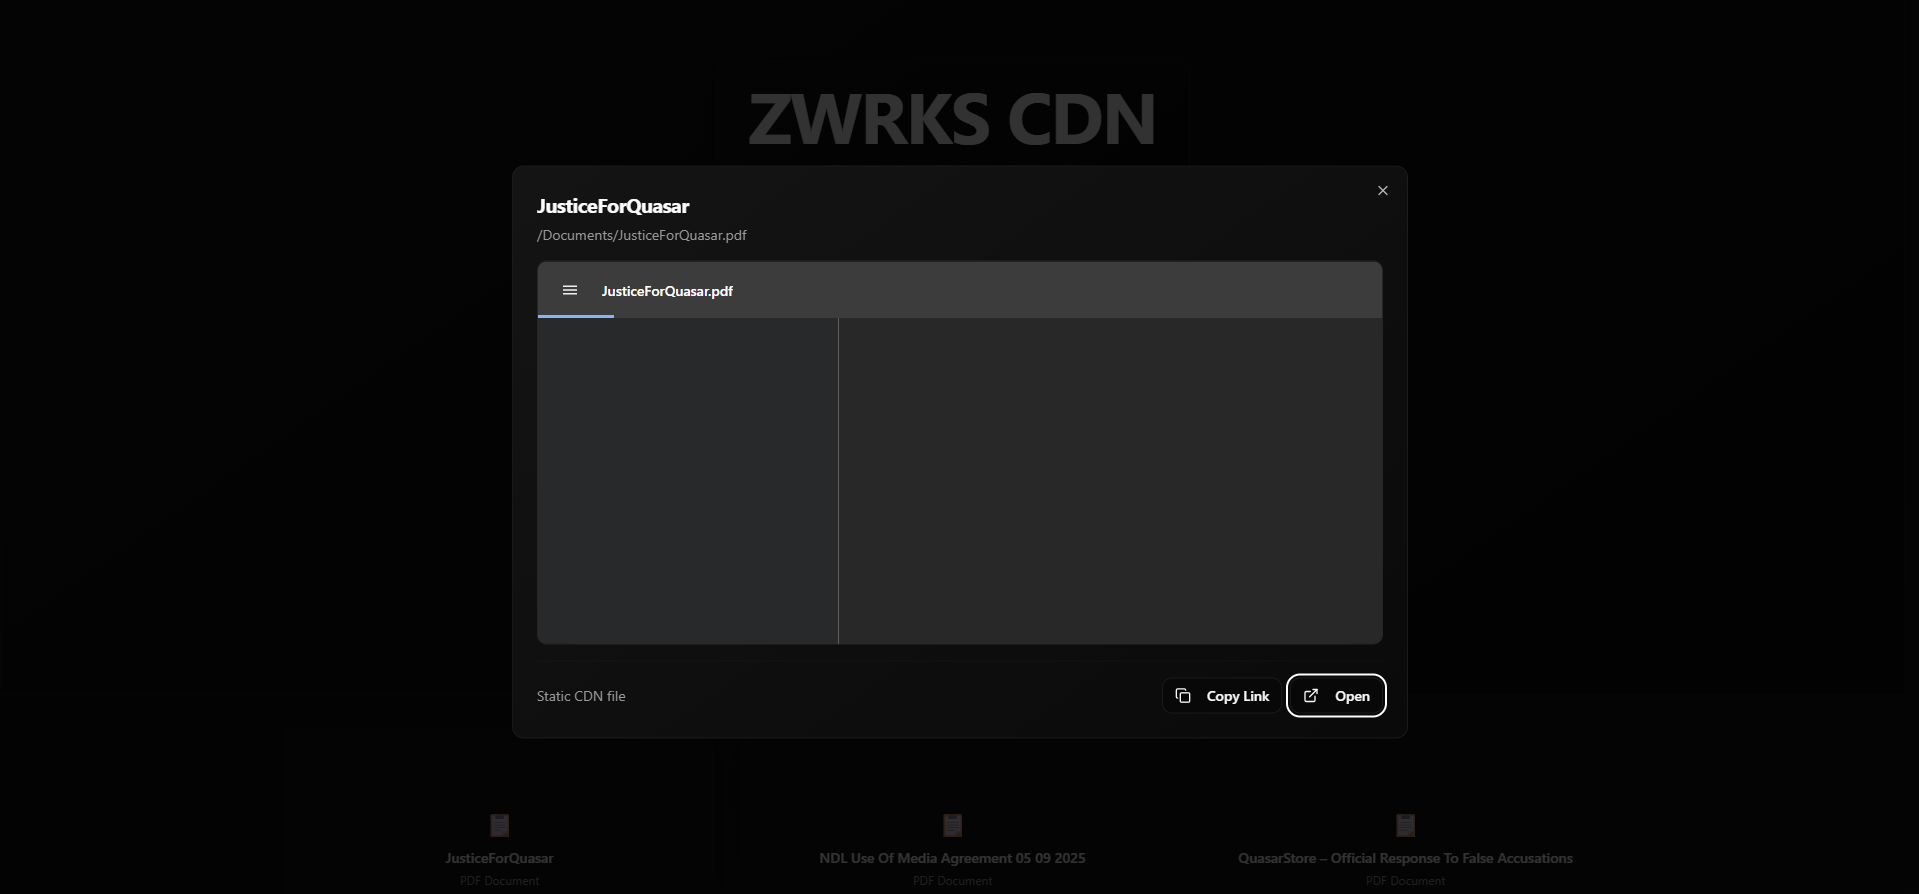 ZWRKS CDN
JusticeForQuasar
/Documents/JusticeForQuasar.pdf
JusticeForQuasar.pdf
Static CDN file
Copy Link
Open
JusticeForQuasar
PDF Document
NDL Use Of Media Agreement 05 09 2025
PDF Document
QuasarStore – Official Response To False Accusations
PDF Document